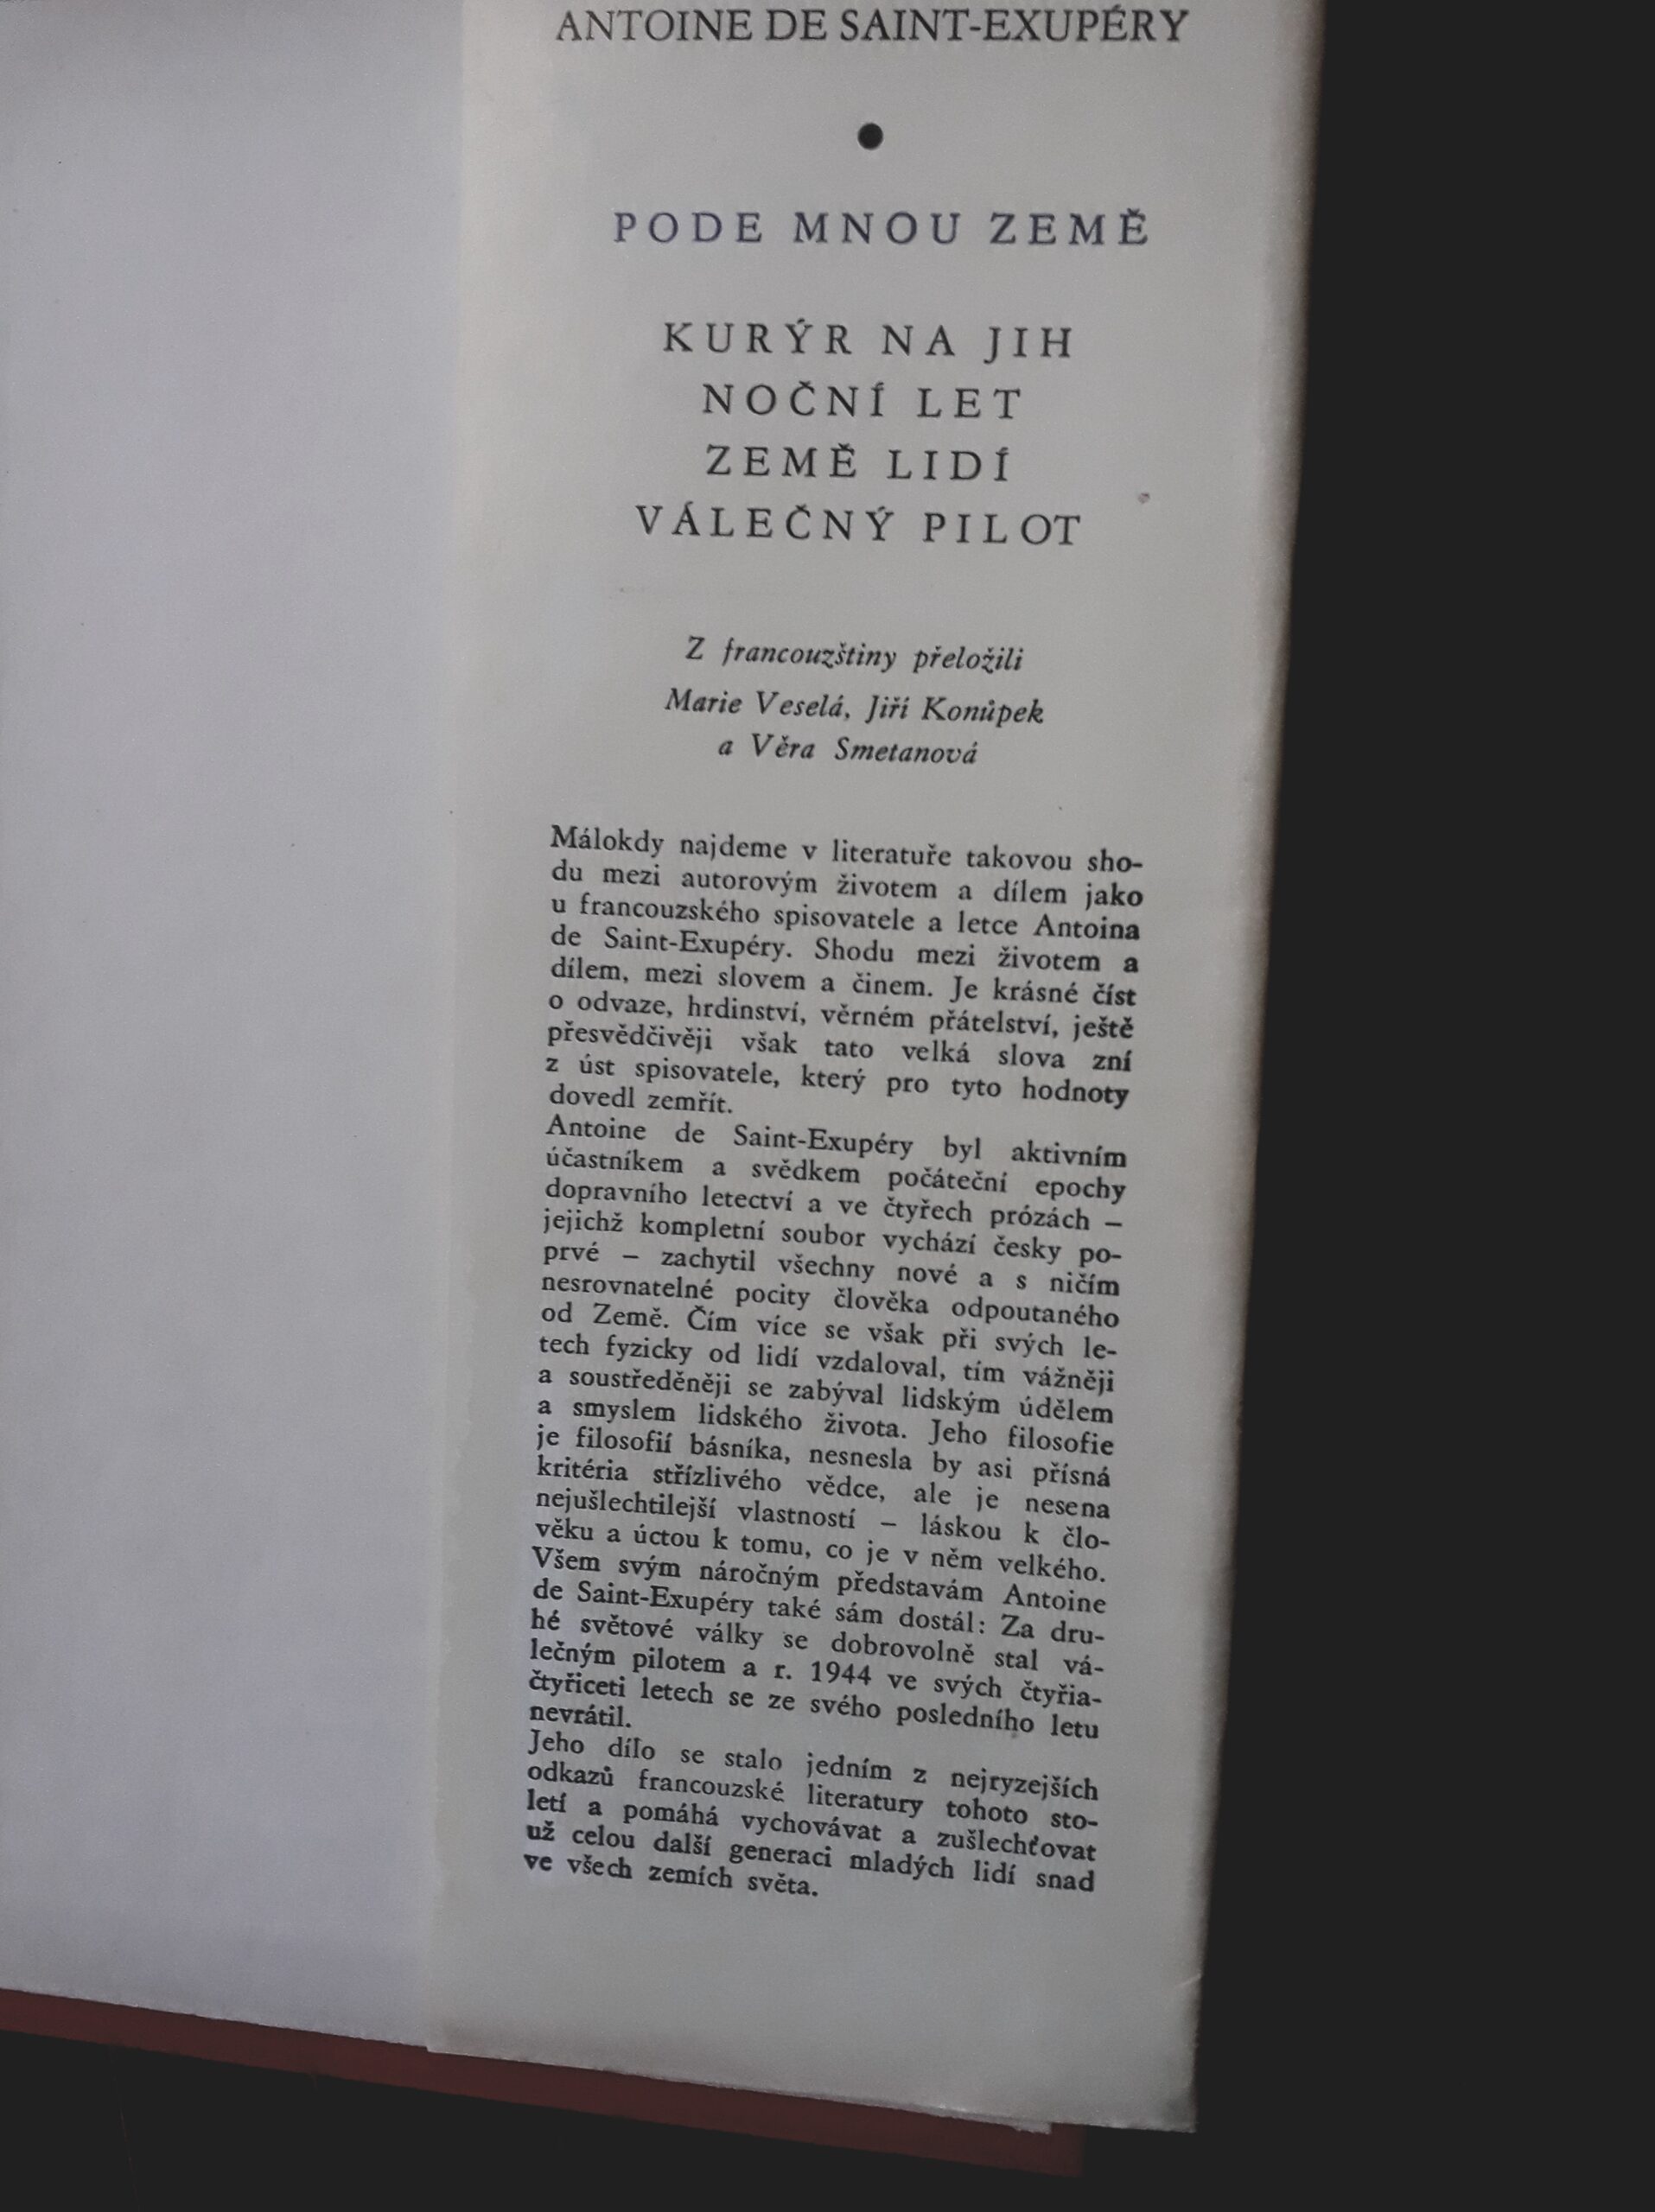 ANTOINE DE SAINT-EXUPÉRY
●
PODE MNOU ZEMĚ
KURÝR NA JIH
NOČNÍ LET
ZEMĚ LIDÍ
VÁLEČNÝ PILOT
Z francouzštiny přeložili
Marie Veselá, Jiří Konůpek
a Věra Smetanová
Málokdy najdeme v literatuře takovou sho-
du mezi autorovým životem a dílem jako
u francouzského spisovatele a letce Antoina
de Saint-Exupéry. Shodu mezi životem a
dílem, mezi slovem a činem. Je krásné číst
o odvaze, hrdinství, věrném přátelství, ještě
přesvědčivěji však tato velká slova zní
z úst spisovatele, který pro tyto hodnoty
dovedl zemřít.
Antoine de Saint-Exupéry byl aktivním
účastníkem a svědkem počáteční epochy
dopravního letectví a ve čtyřech prózách –
jejichž kompletní soubor vychází česky po-
prvé – zachytil všechny nové a s ničím
nesrovnatelné pocity člověka odpoutaného
od Země. Čím více se však při svých le-
tech fyzicky od lidí vzdaloval, tím vážněji
a soustředěněji se zabýval lidským údělem
a smyslem lidského života. Jeho filosofie
je filosofií básníka, nesnesla by asi přísná
kritéria střízlivého vědce, ale je nesena
nejušlechtilejší vlastností – láskou k člo-
věku a úctou k tomu, co je v něm velkého.
Všem svým náročným představám Antoine
de Saint-Exupéry také sám dostál: Za dru-
hé světové války se dobrovolně stal vá-
lečným pilotem a r. 1944 ve svých čtyřia-
čtyřiceti letech se ze svého posledního letu
nevrátil.
Jeho dílo se stalo jedním z nejryzejších
odkazů francouzské literatury tohoto sto-
letí a pomáhá vychovávat a zušlechťovat
už celou další generaci mladých lidí snad
ve všech zemích světa.